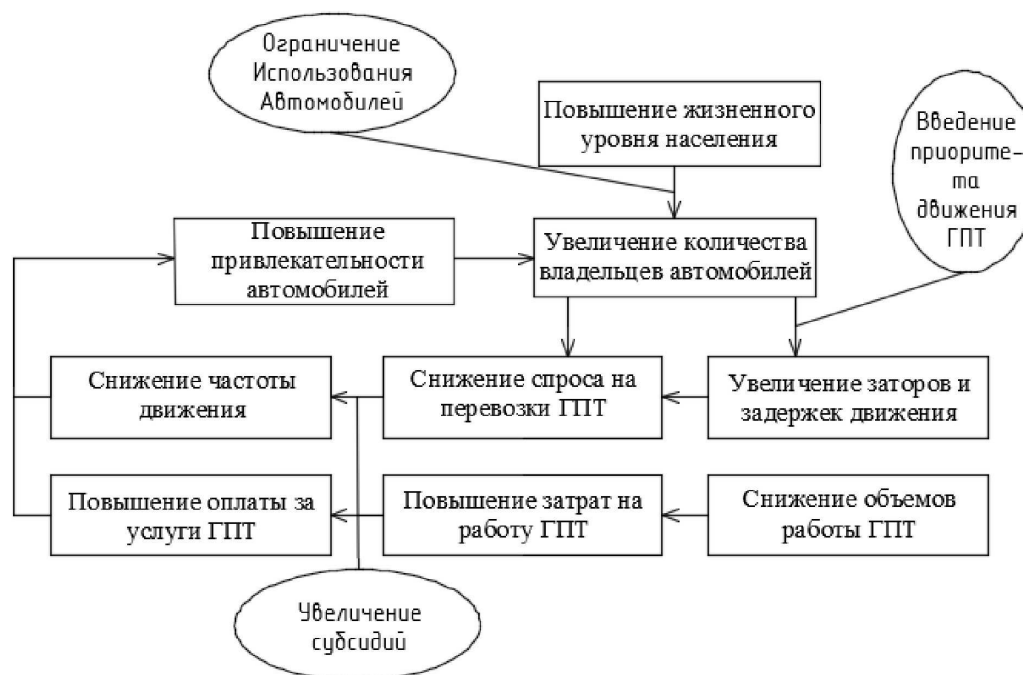 Ограничение
Использования
Автомобилей
Повышение жизненного
уровня населения
Введение
приорите-
та
движения
ГПТ
Повышение
привлекательности
автомобилей
Увеличение количества
владельцев автомобилей
Снижение частоты
движения
Снижение спроса на
перевозки ГПТ
Увеличение заторов и
задержек движения
Повышение оплаты за
услуги ГПТ
Повышение затрат на
работу ГПТ
Снижение объемов
работы ГПТ
Увеличение
субсидий